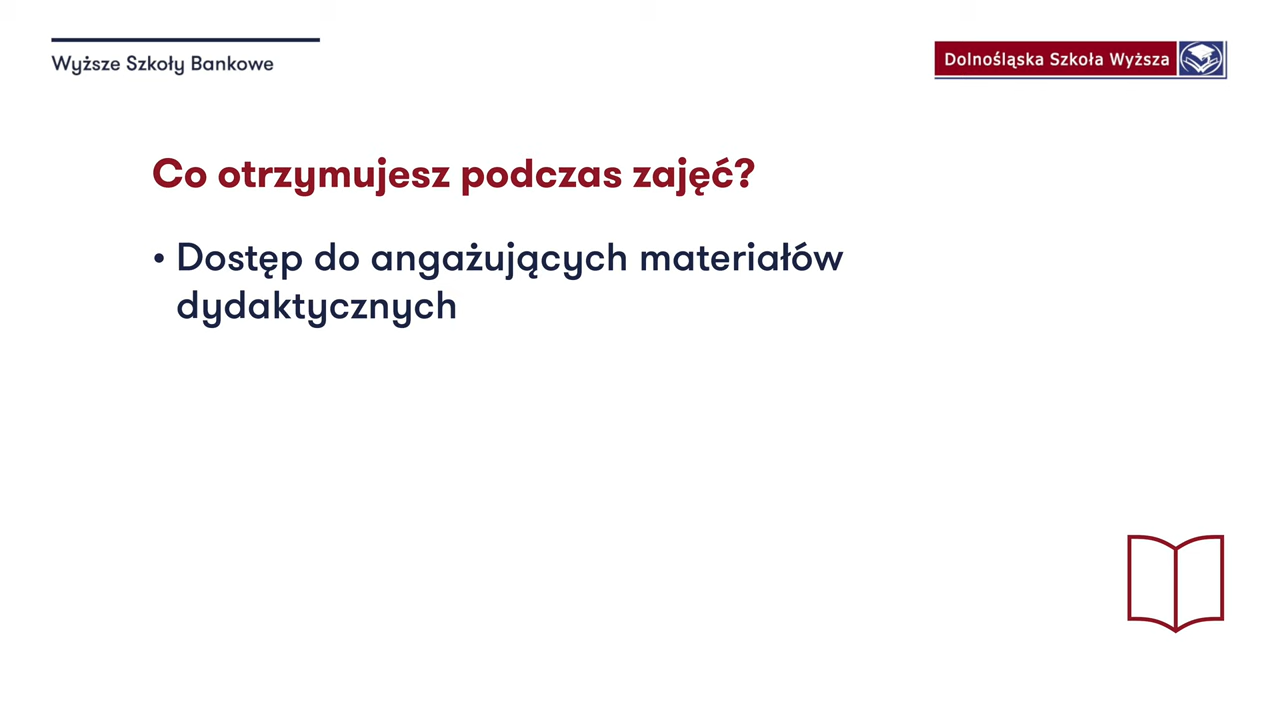 Wyższe Szkoły Bankowe
Dolnośląska Szkoła Wyższa
Co otrzymujesz podczas zajęć?
• Dostęp do angażujących materiałów
dydaktycznych